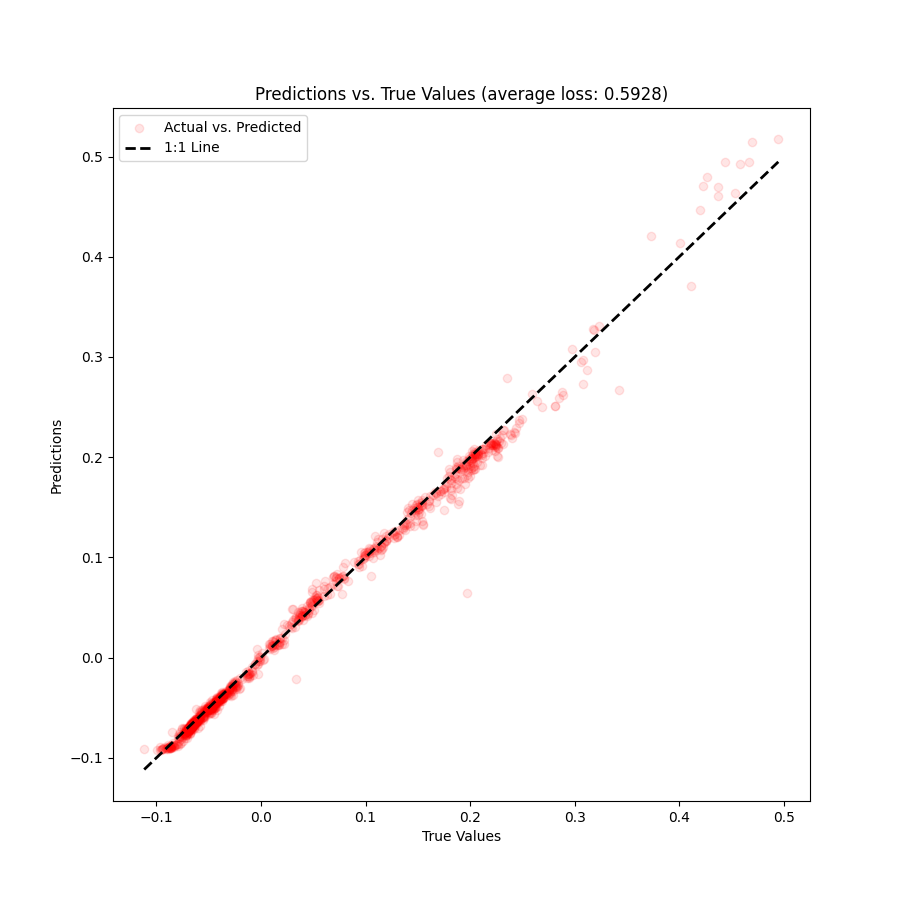 Predictions vs. True Values (average loss: 0.5928)
Actual vs. Predicted
1:1 Line
0.5
0.4
0.3
0.2
0.1
0.0
−0.1
Predictions
−0.1 0.0 0.1 0.2 0.3 0.4 0.5
True Values